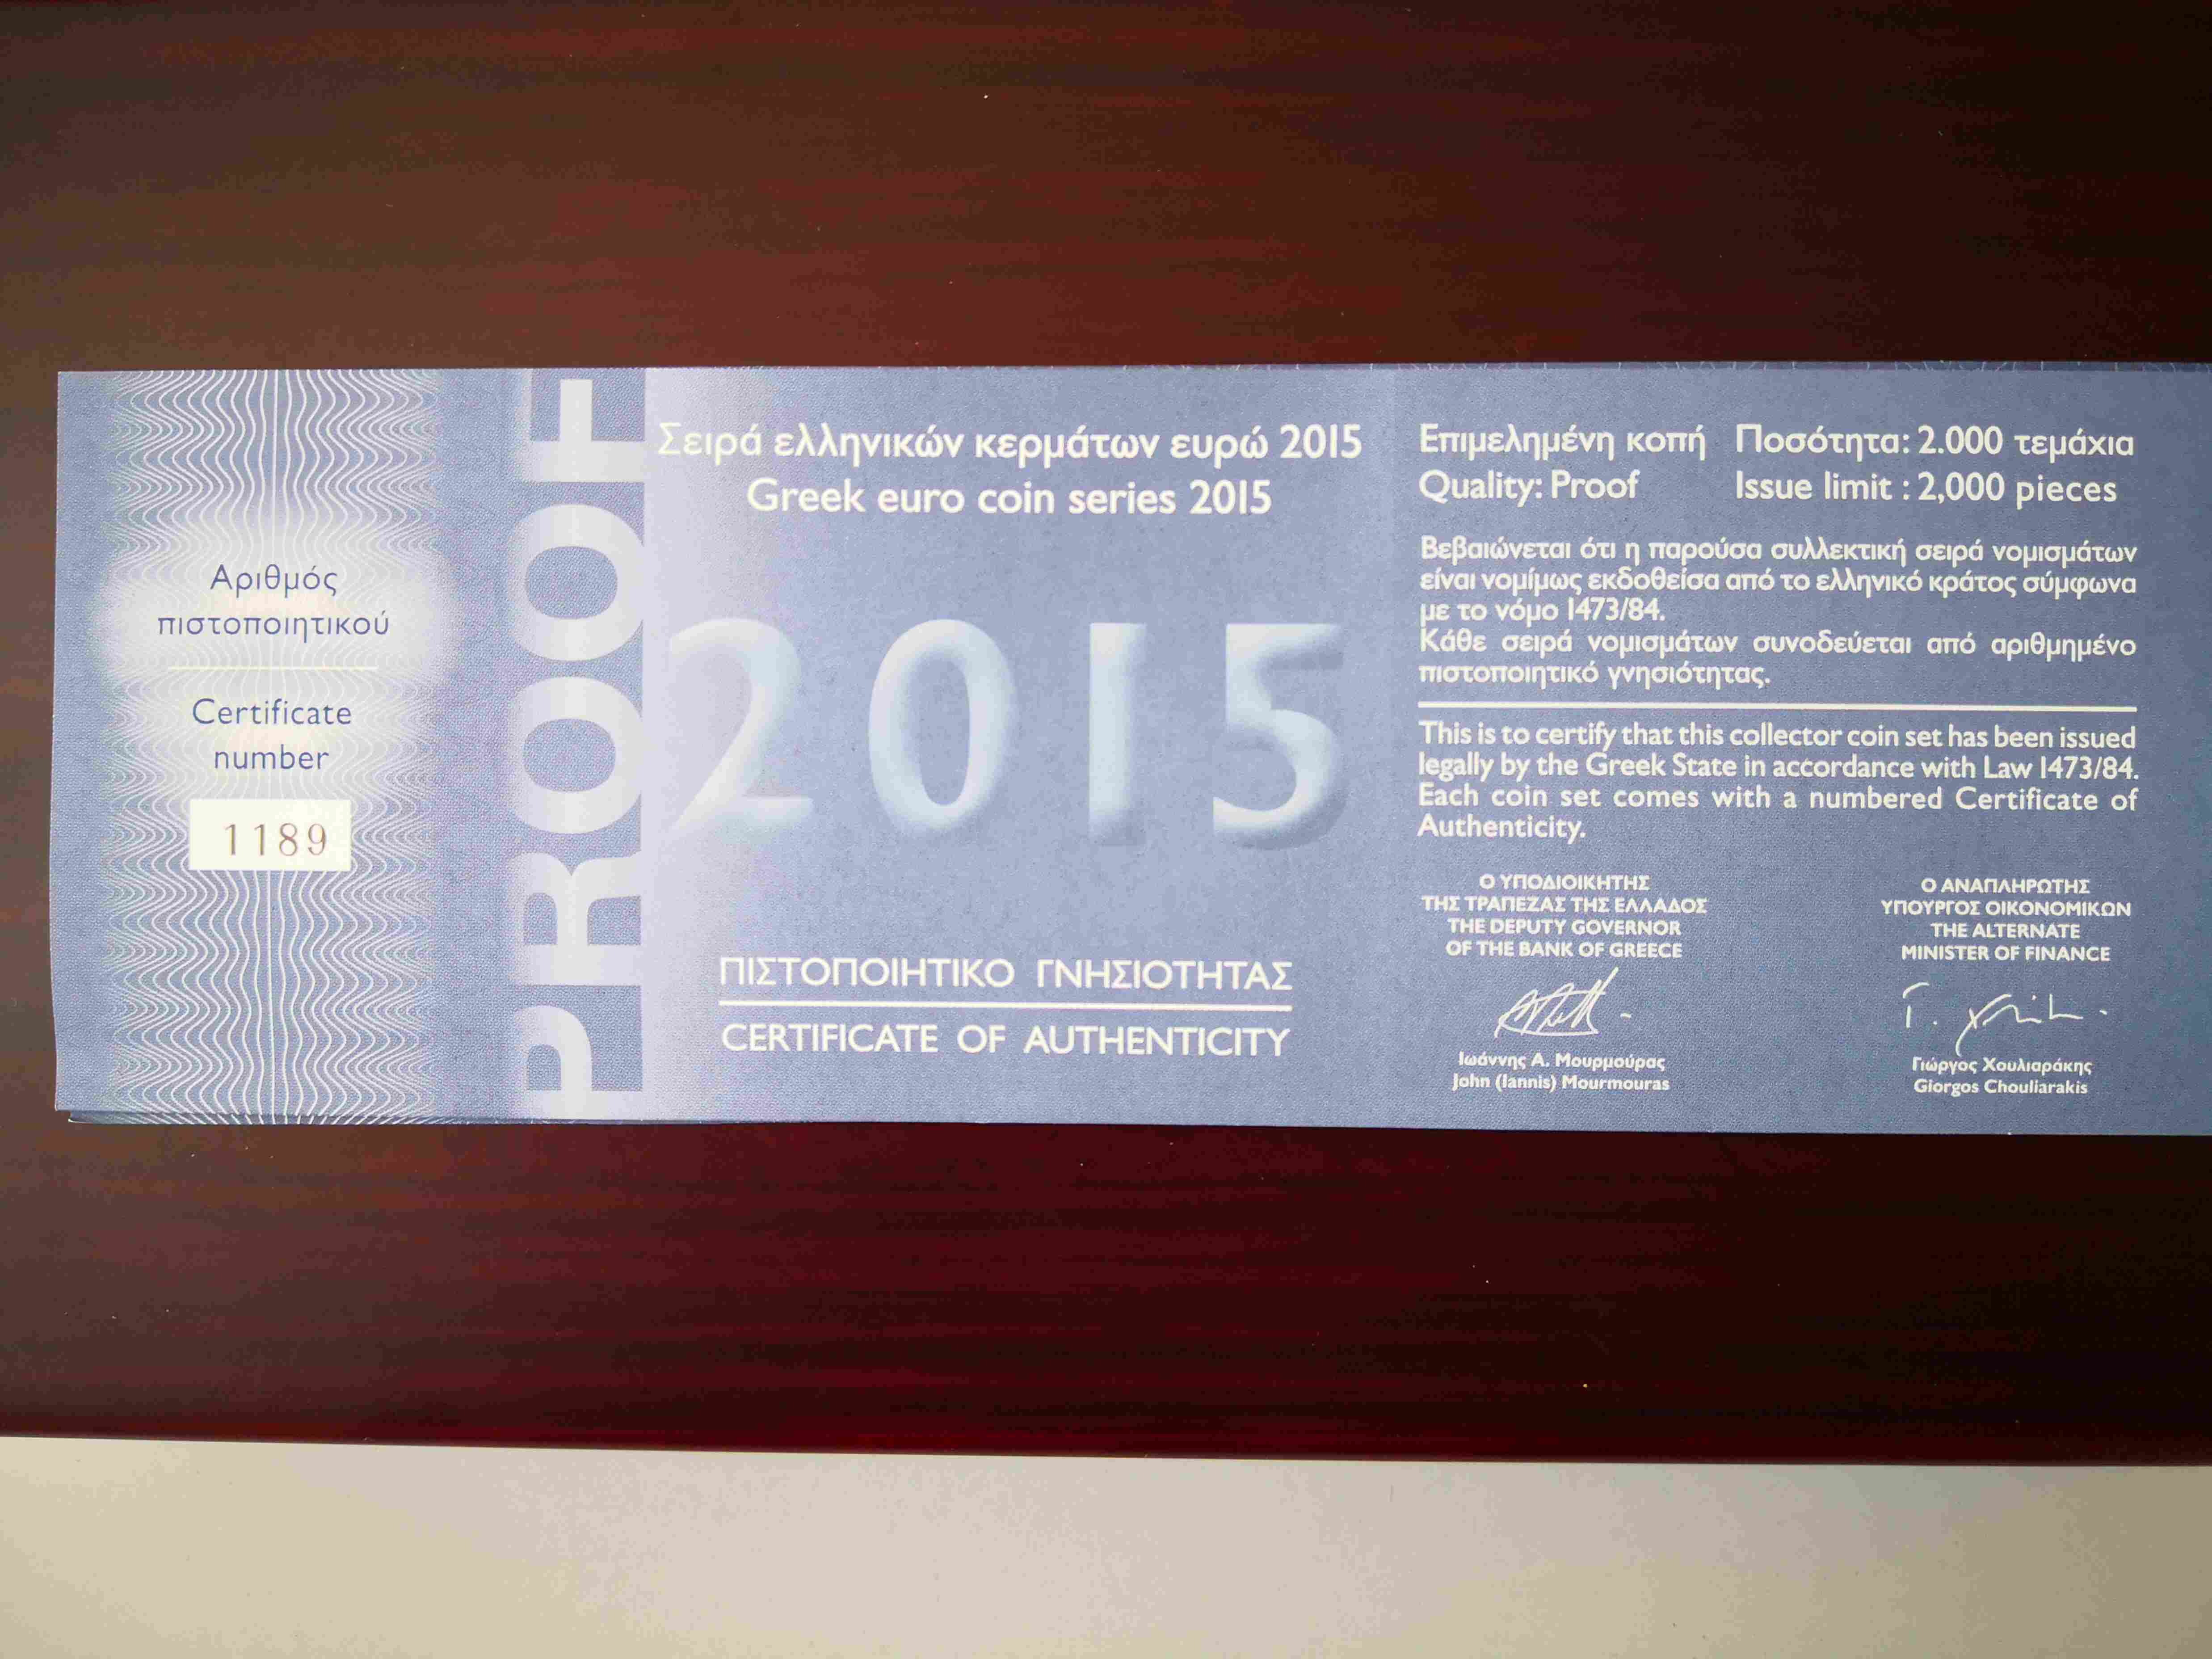 Αριθμός
πιστοποιητικού
Certificate
number
1189
PROOF
Σειρά ελληνικών κερμάτων ευρώ 2015
Greek euro coin series 2015
2015
ΠΙΣΤΟΠΟΙΗΤΙΚΟ ΓΝΗΣΙΟΤΗΤΑΣ
CERTIFICATE OF AUTHENTICITY
Επιμελημένη κοπή Ποσότητα: 2.000 τεμάχια
Quality: Proof Issue limit : 2,000 pieces
Βεβαιώνεται ότι η παρούσα συλλεκτική σειρά νομισμάτων
είναι νομίμως εκδοθείσα από το ελληνικό κράτος σύμφωνα
με το νόμο 1473/84.
Κάθε σειρά νομισμάτων συνοδεύεται από αριθμημένο
πιστοποιητικό γνησιότητας.
This is to certify that this collector coin set has been issued
legally by the Greek State in accordance with Law 1473/84.
Each coin set comes with a numbered Certificate of
Authenticity.
Ο ΥΠΟΔΙΟΙΚΗΤΗΣ
ΤΗΣ ΤΡΑΠΕΖΑΣ ΤΗΣ ΕΛΛΑΔΟΣ
THE DEPUTY GOVERNOR
OF THE BANK OF GREECE
Ιωάννης Α. Μουρμούρας
John (Iannis) Mourmouras
Ο ΑΝΑΠΛΗΡΩΤΗΣ
ΥΠΟΥΡΓΟΣ ΟΙΚΟΝΟΜΙΚΩΝ
THE ALTERNATE
MINISTER OF FINANCE
Γιώργος Χουλιαράκης
Giorgos Chouliarakis